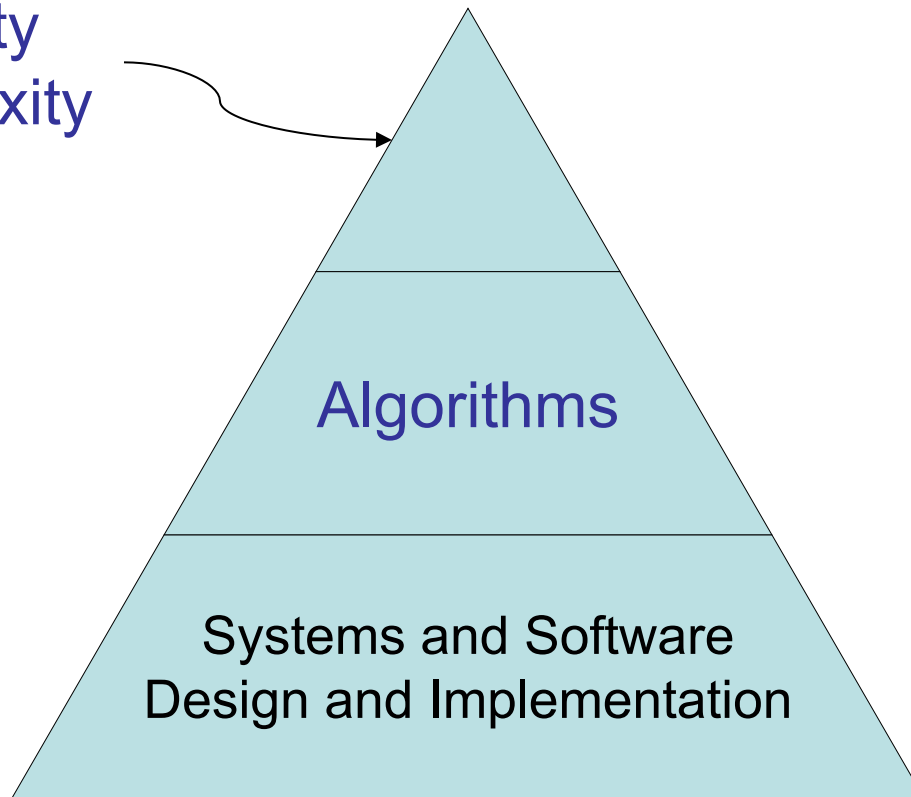 ty
xity
Algorithms
Systems and Software
Design and Implementation